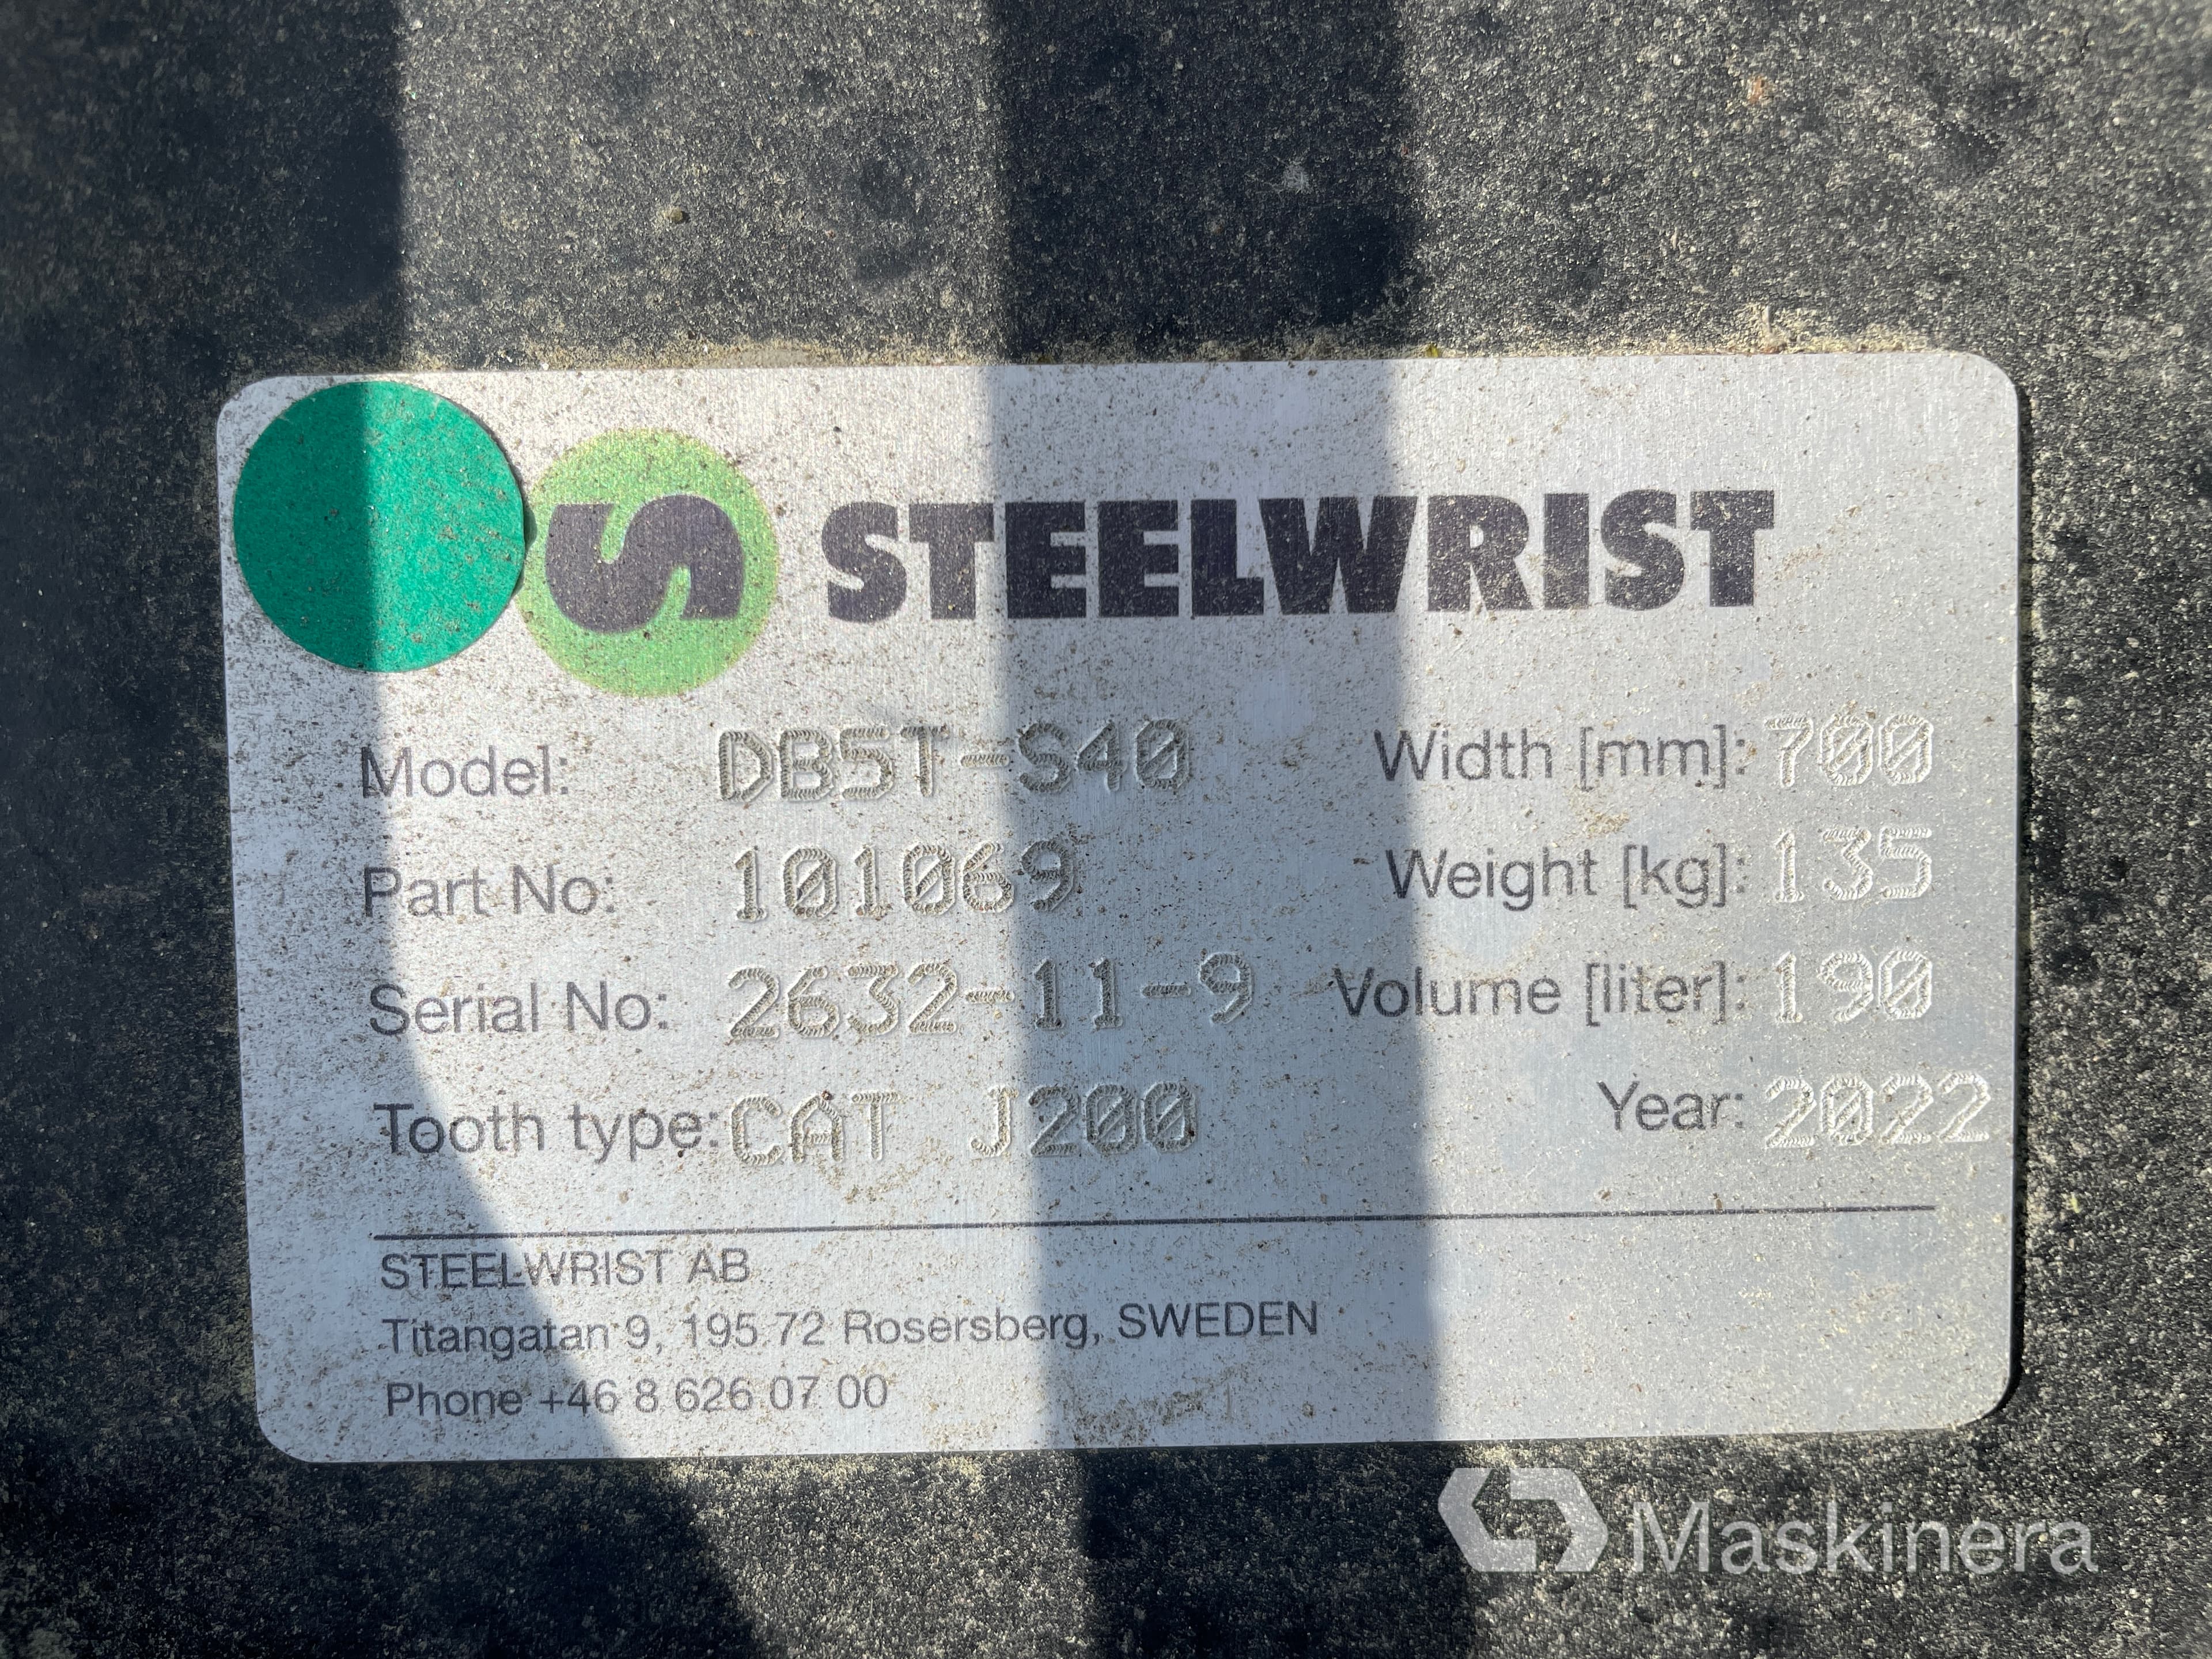 STEELWRIST
Model: DB5T-S40 Width [mm]: 700
Part No: 101069 Weight [kg]: 135
Serial No: 2632-11-9 Volume [liter]: 190
Tooth type: CAT J200 Year: 2022
STEELWRIST AB
Titangatan 9, 195 72 Rosersberg, SWEDEN
Phone +46 8 626 07 00
Maskinera